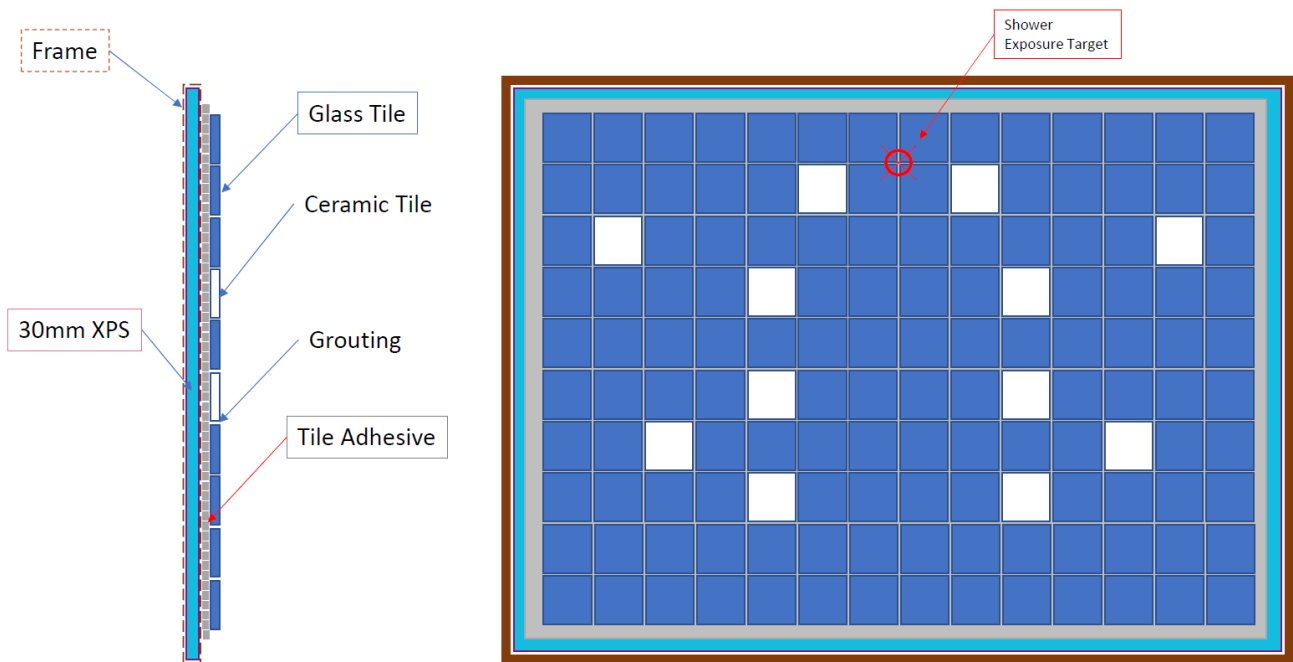 Shower
Exposure Target
Frame
Glass Tile
Ceramic Tile
30mm XPS
Grouting
Tile Adhesive